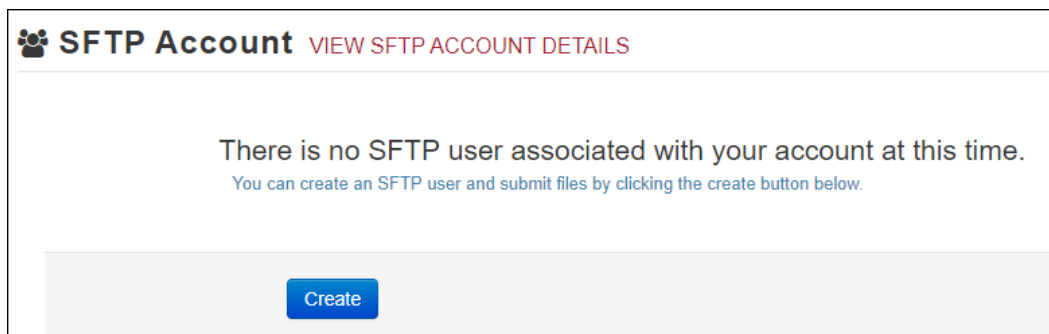 SFTP Account VIEW SFTP ACCOUNT DETAILS
There is no SFTP user associated with your account at this time.
You can create an SFTP user and submit files by clicking the create button below.
Create